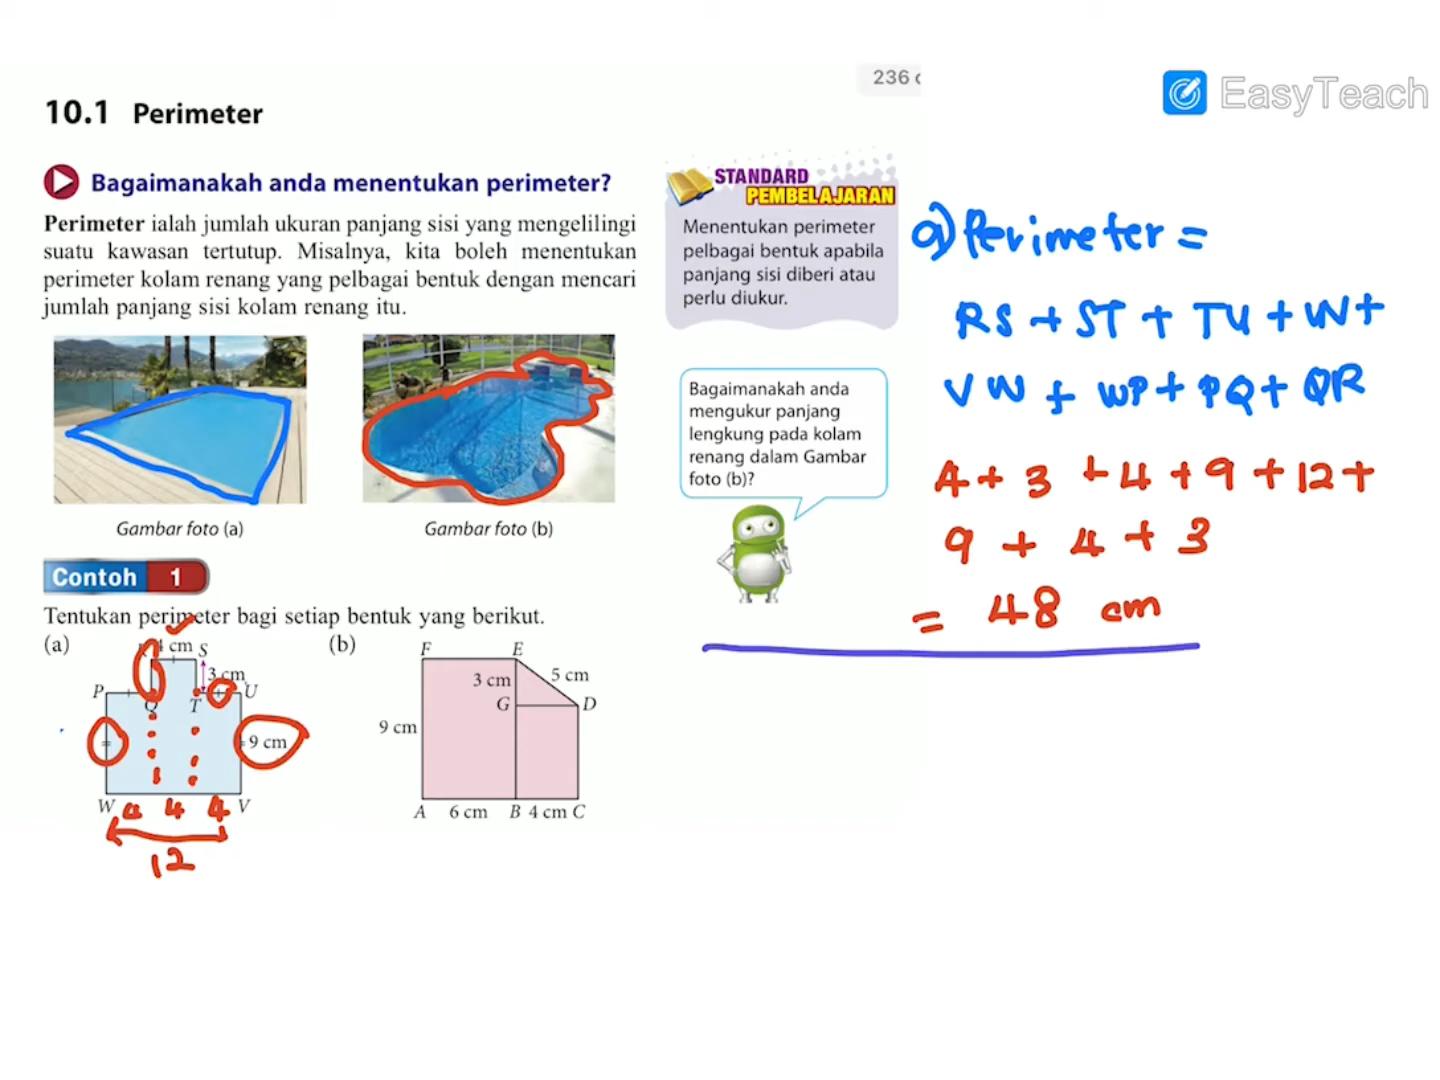 236
EasyTeach
10.1 Perimeter
Bagaimanakah anda menentukan perimeter?
Perimeter ialah jumlah ukuran panjang sisi yang mengelilingi
suatu kawasan tertutup. Misalnya, kita boleh menentukan
perimeter kolam renang yang pelbagai bentuk dengan mencari
jumlah panjang sisi kolam renang itu.
Gambar foto (a)
Gambar foto (b)
STANDARD
PEMBELAJARAN
Menentukan perimeter
pelbagai bentuk apabila
panjang sisi diberi atau
perlu diukur.
Bagaimanakah anda
mengukur panjang
lengkung pada kolam
renang dalam Gambar
foto (b)?
Contoh 1
Tentukan perimeter bagi setiap bentuk yang berikut.
(a)
4 cm S
3 cm
P Q T U
9 cm
W 4 4 4 V
12
(b)
F E
3 cm 5 cm
G D
9 cm
A 6 cm B 4 cm C
a) Perimeter =
RS + ST + TU + UV +
VW + WP + PQ + QR
4 + 3 + 4 + 9 + 12 +
9 + 4 + 3
= 48 cm